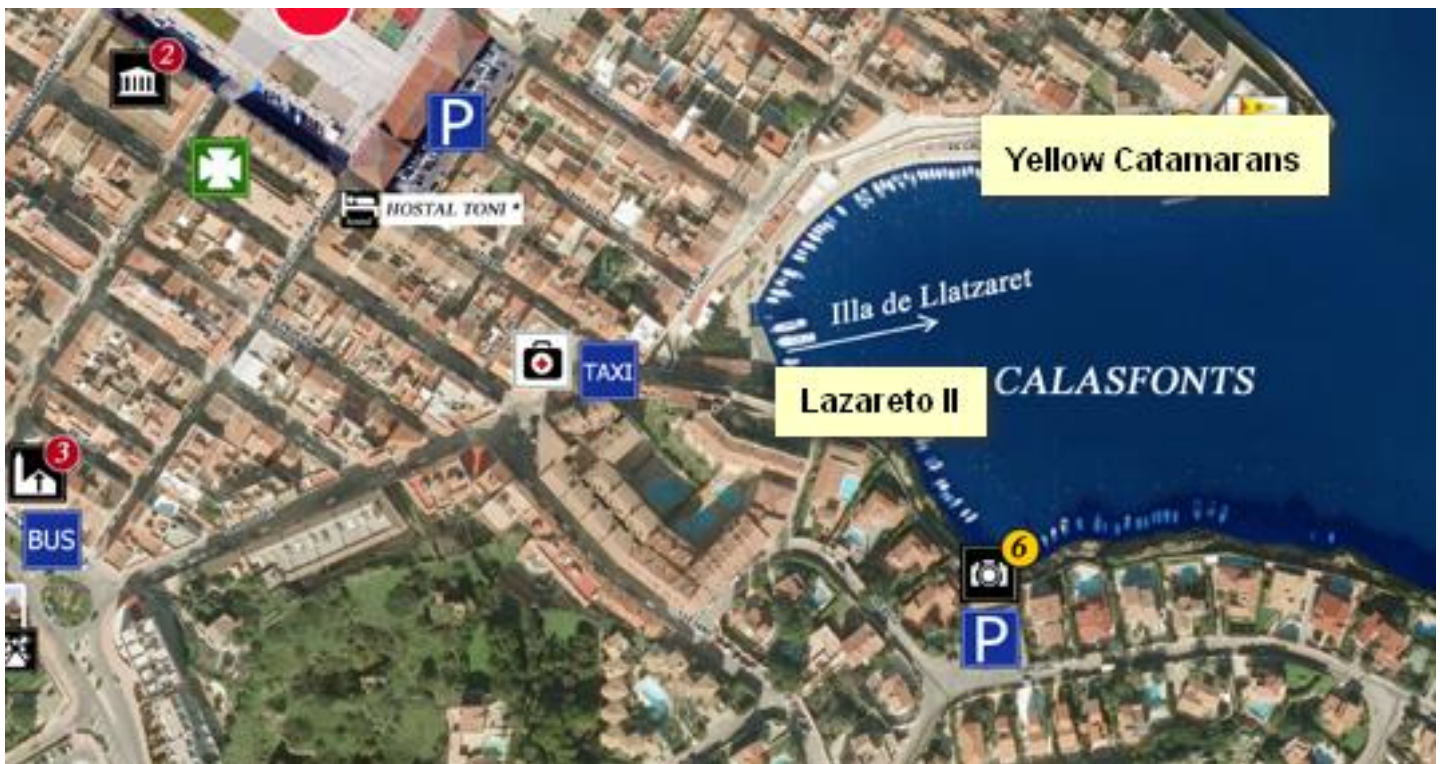 2
P
Yellow Catamarans
HOSTAL TONI *
Illa de Llatzaret
TAXI
CALASFONTS
Lazareto II
3
BUS
6
P